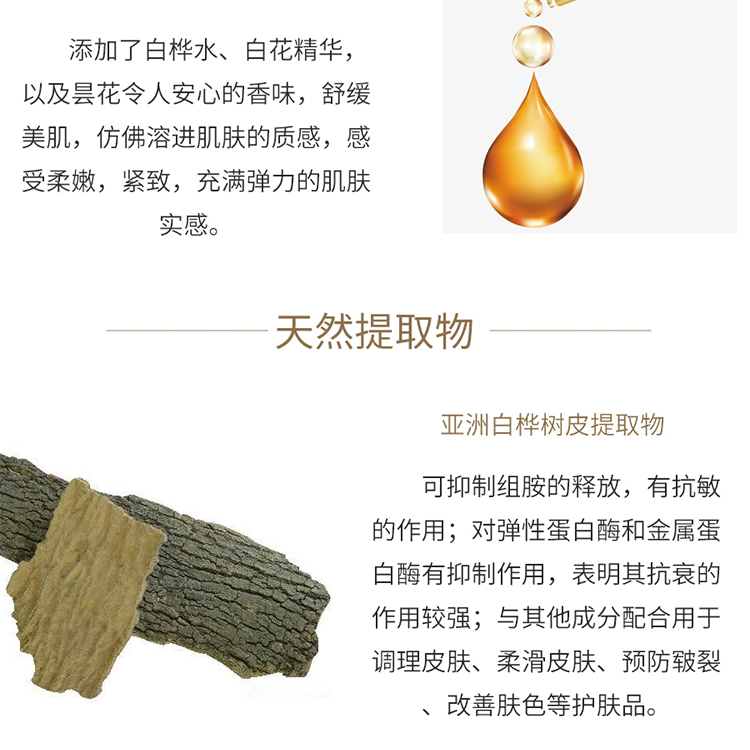 添加了白桦水、白花精华，
以及昙花令人安心的香味，舒缓
美肌，仿佛溶进肌肤的质感，感
受柔嫩，紧致，充满弹力的肌肤
实感。
天然提取物
亚洲白桦树皮提取物
可抑制组胺的释放，有抗敏
的作用；对弹性蛋白酶和金属蛋
白酶有抑制作用，表明其抗衰的
作用较强；与其他成分配合用于
调理皮肤、柔滑皮肤、预防皲裂
、改善肤色等护肤品。